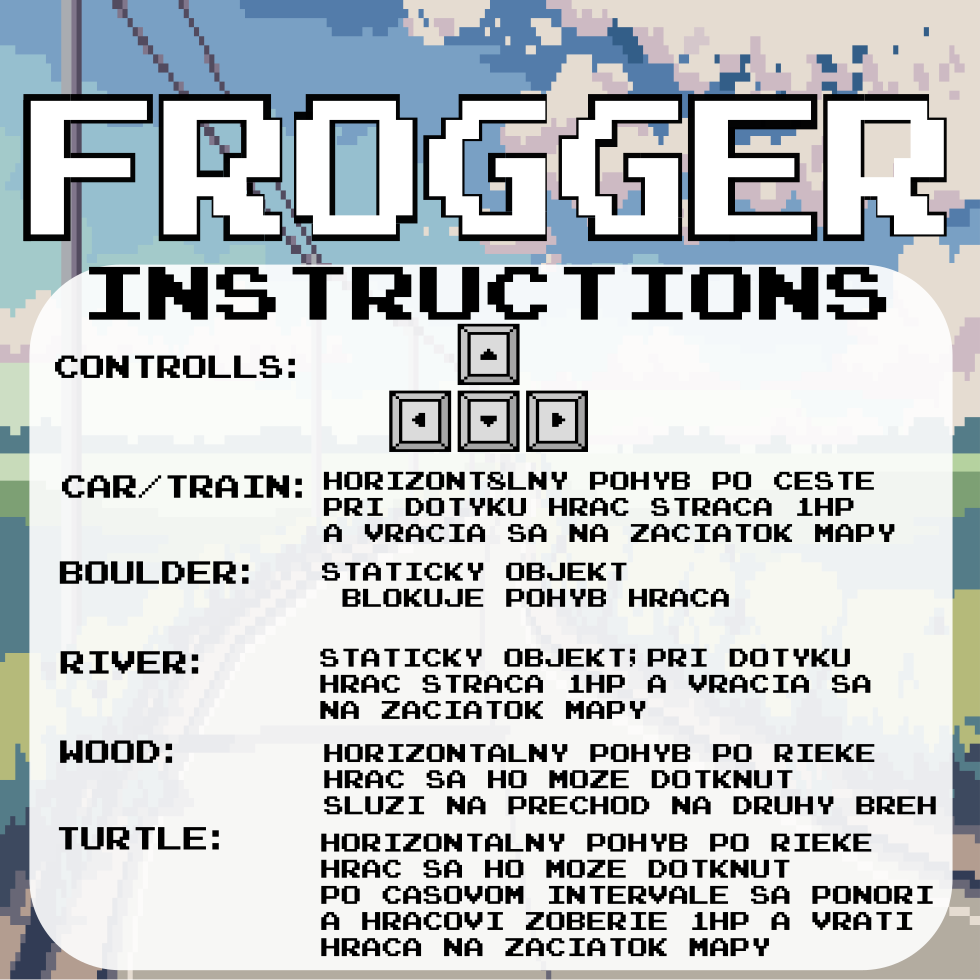 FROGGER
INSTRUCTIONS
CONTROLLS:
CAR/TRAIN: HORIZONT&LNY POHYB PO CESTE
PRI DOTYKU HRAC STRACA 1HP
A VRACIA SA NA ZACIATOK MAPY
BOULDER: STATICKY OBJEKT
BLOKUJE POHYB HRACA
RIVER: STATICKY OBJEKT; PRI DOTYKU
HRAC STRACA 1HP A VRACIA SA
NA ZACIATOK MAPY
WOOD: HORIZONTALNY POHYB PO RIEKE
HRAC SA HO MOZE DOTKNUT
SLUZI NA PRECHOD NA DRUHY BREH
TURTLE: HORIZONTALNY POHYB PO RIEKE
HRAC SA HO MOZE DOTKNUT
PO CASOVOM INTERVALE SA PONORI
A HRACOVI ZOBERIE 1HP A VRATI
HRACA NA ZACIATOK MAPY